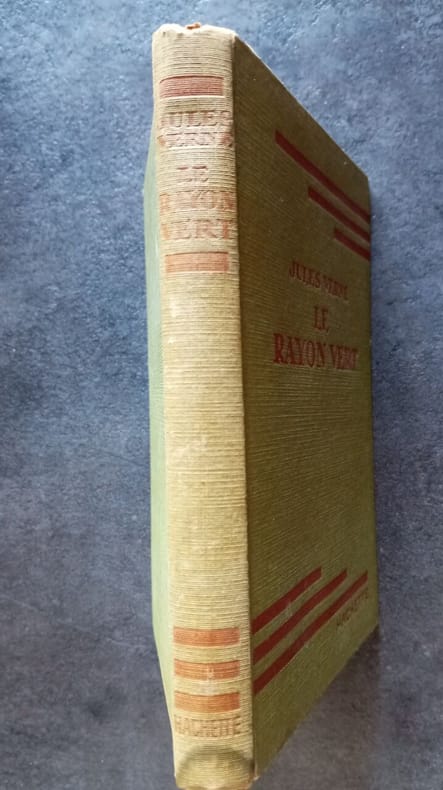 JULES
VERNE
LE
RAYON
VERT
HACHETTE
JULES VERNE
LE
RAYON VERT
HACHETTE